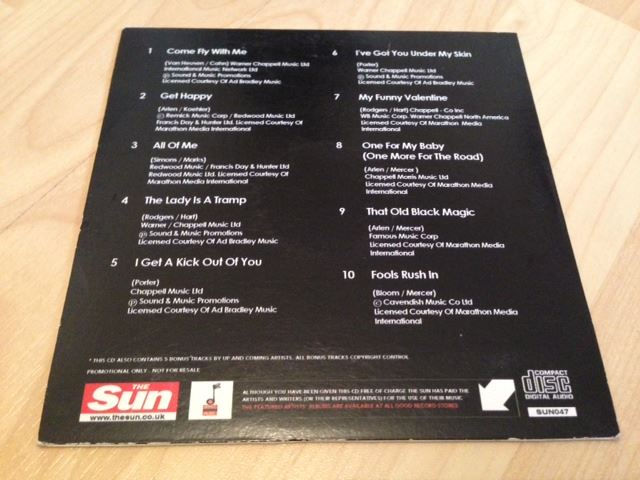 1 Come Fly With Me
(Van Heusen / Cahn) Warner Chappell Music Ltd
International Music Network Ltd
℗ Sound & Music Promotions
Licensed Courtesy Of Ad Bradley Music
2 Get Happy
(Arlen / Koehler)
℗ Remick Music Corp / Redwood Music Ltd
Francis Day & Hunter Ltd. Licensed Courtesy Of
Marathon Media International
3 All Of Me
(Simons / Marks)
Redwood Music / Francis Day & Hunter Ltd
Redwood Music Ltd. Licensed Courtesy Of
Marathon Media International
4 The Lady Is A Tramp
(Rodgers / Hart)
Warner / Chappell Music Ltd
℗ Sound & Music Promotions
Licensed Courtesy Of Ad Bradley Music
5 I Get A Kick Out Of You
(Porter)
Chappell Music Ltd
℗ Sound & Music Promotions
Licensed Courtesy Of Ad Bradley Music
6 I've Got You Under My Skin
(Porter)
Warner Chappell Music Ltd
℗ Sound & Music Promotions
Licensed Courtesy Of Ad Bradley Music
7 My Funny Valentine
(Rodgers / Hart) Chappell - Co Inc
WB Music Corp. Warner Chappell North America
Licensed Courtesy Of Marathon Media
International
8 One For My Baby
(One More For The Road)
(Arlen / Mercer )
Chappell Morris Music Ltd
Licensed Courtesy Of Marathon Media
International
9 That Old Black Magic
(Arlen / Mercer)
Famous Music Corp
Licensed Courtesy Of Marathon Media
International
10 Fools Rush In
(Bloom / Mercer)
© Cavendish Music Co Ltd
Licensed Courtesy Of Marathon Media
International
* THIS CD ALSO CONTAINS 5 BONUS TRACKS BY UP AND COMING ARTISTS. ALL BONUS TRACKS COPYRIGHT CONTROL
PROMOTIONAL ONLY - NOT FOR RESALE
THE
Sun
www.thesun.co.uk
ALTHOUGH YOU HAVE BEEN GIVEN THIS CD FREE OF CHARGE THE SUN HAS PAID THE
ARTISTS AND WRITERS (OR THEIR REPRESENTATIVES) FOR THE USE OF THEIR MUSIC
THE FEATURED ARTISTS' ALBUMS ARE AVAILABLE AT ALL GOOD RECORD STORES.
COMPACT
disc
DIGITAL AUDIO
SUN047